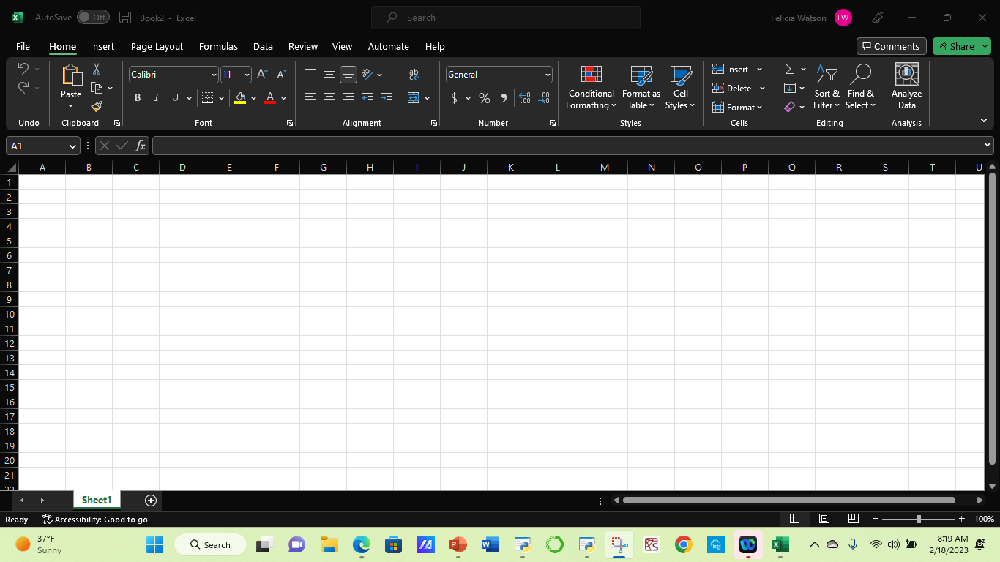 AutoSave Off Book2 - Excel Search Felicia Watson FW
File Home Insert Page Layout Formulas Data Review View Automate Help Comments Share
Calibri 11 ab General Insert
Paste Conditional Format as Cell Delete Sort & Find & Analyze
B I U A $ % Formatting Table Styles Format Filter Select Data
Undo Clipboard Font Alignment Number Styles Cells Editing Analysis
A1 fx
A B C D E F G H I J K L M N O P Q R S T U
1
2
3
4
5
6
7
8
9
10
11
12
13
14
15
16
17
18
19
20
21
22
Sheet1
Ready Accessibility: Good to go 100%
37°F Search 8:19 AM
Sunny 2/18/2023